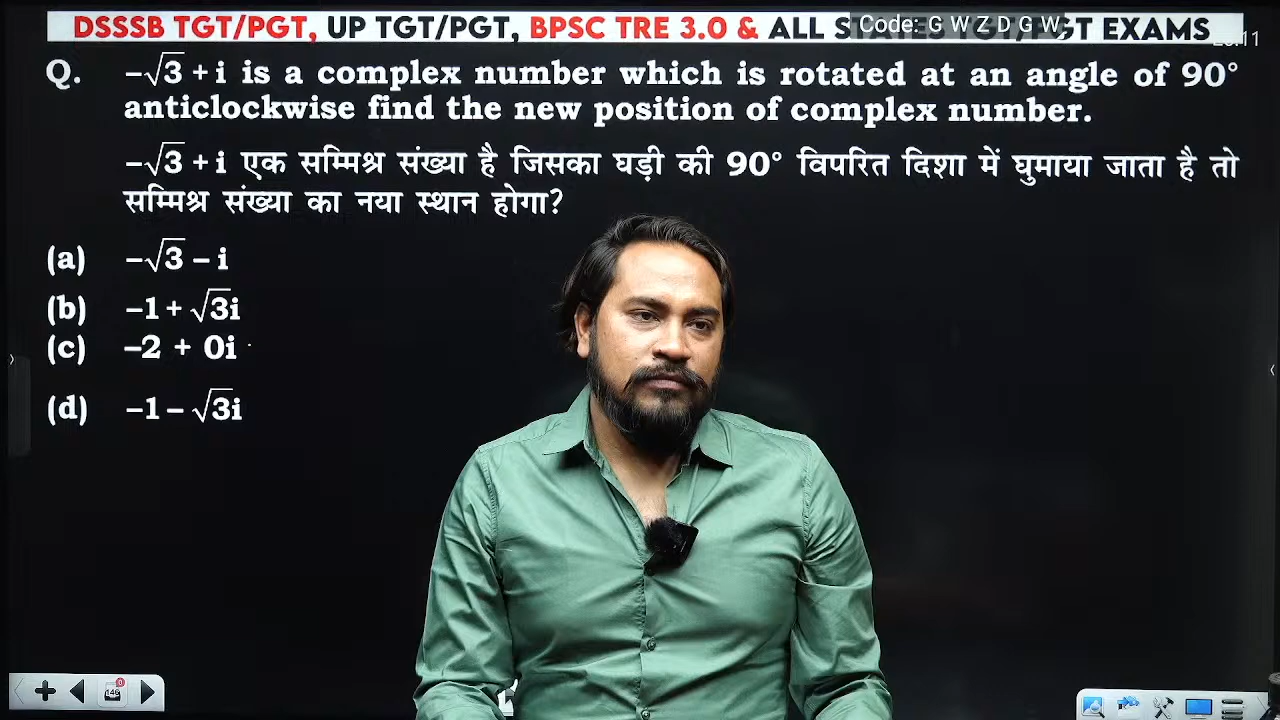 DSSSB TGT/PGT, UP TGT/PGT, BPSC TRE 3.0 & ALL S GT EXAMS
Code: G W Z D G W
Q. -√3 + i is a complex number which is rotated at an angle of 90°
anticlockwise find the new position of complex number.
-√3 + i एक सम्मिश्र संख्या है जिसका घड़ी की 90° विपरित दिशा में घुमाया जाता है तो
सम्मिश्र संख्या का नया स्थान होगा?
(a) -√3 - i
(b) -1 + √3i
(c) -2 + 0i
(d) -1 - √3i
146